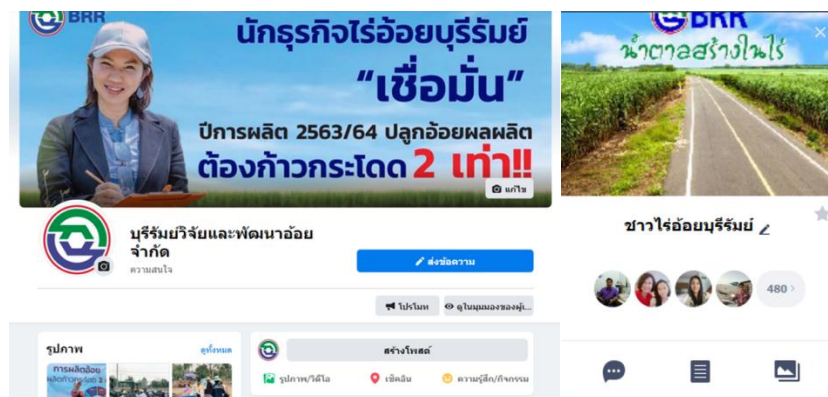 BRR
นักธุรกิจไร่อ้อยบุรีรัมย์
“เชื่อมั่น”
ปีการผลิต 2563/64 ปลูกอ้อยผลผลิต
ต้องก้าวกระโดด 2 เท่า!!
แก้ไข
บุรีรัมย์วิจัยและพัฒนาอ้อย
จำกัด
ความสนใจ
ส่งข้อความ
โปรโมท
ดูในมุมมองของผู้เ...
รูปภาพ
ดูทั้งหมด
สร้างโพสต์
รูปภาพ/วิดีโอ
เช็คอิน
ความรู้สึก/กิจกรรม
BRR
น้ำตาลสร้างในไร่
ชาวไร่อ้อยบุรีรัมย์
480